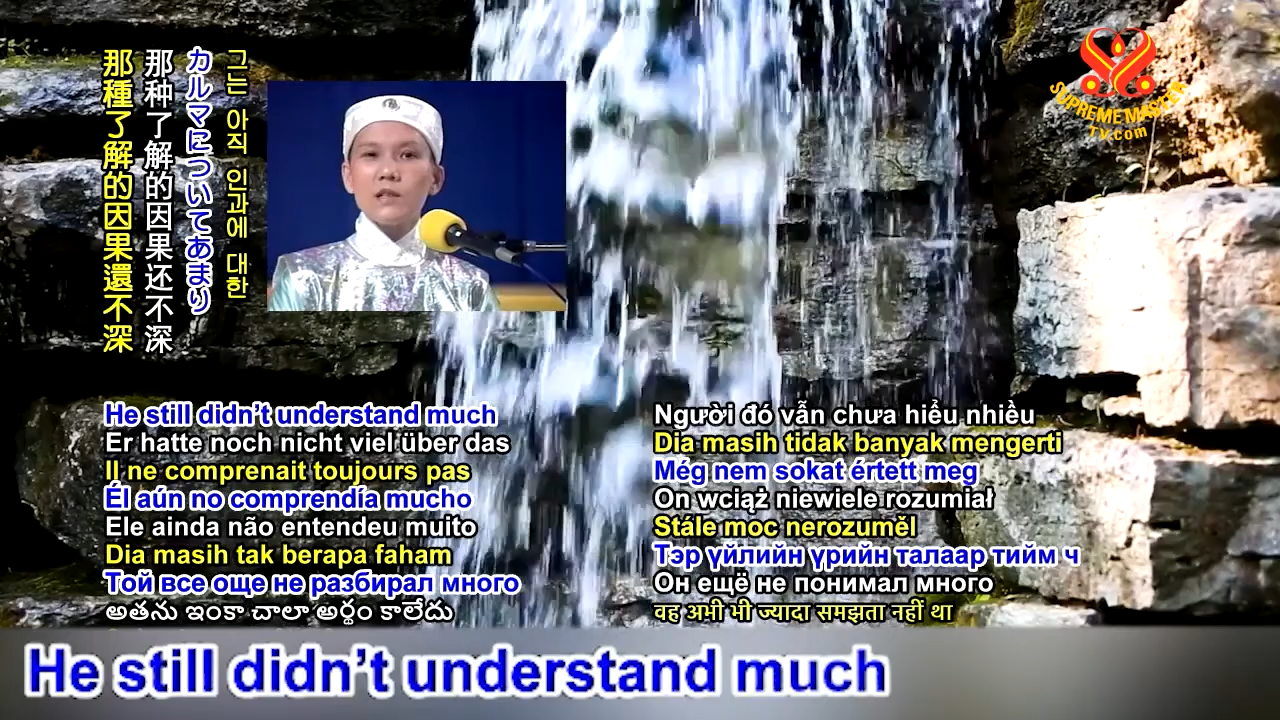 그는 아직 인과에 대한
カルマについてあまり
那种了解的因果还不深
那種了解的因果還不深
SUPREME MASTER
TV.com
He still didn't understand much
Er hatte noch nicht viel über das
Il ne comprenait toujours pas
Él aún no comprendía mucho
Ele ainda não entendeu muito
Dia masih tak berapa faham
Той все още не разбирал много
అతను ఇంకా చాలా అర్థం కాలేదు
Người đó vẫn chưa hiểu nhiều
Dia masih tidak banyak mengerti
Még nem sokat értett meg
On wciąż niewiele rozumiał
Stále moc nerozuměl
Тэр үйлийн үрийн талаар тийм ч
Он ещё не понимал много
वह अभी भी ज्यादा समझता नहीं था
He still didn't understand much